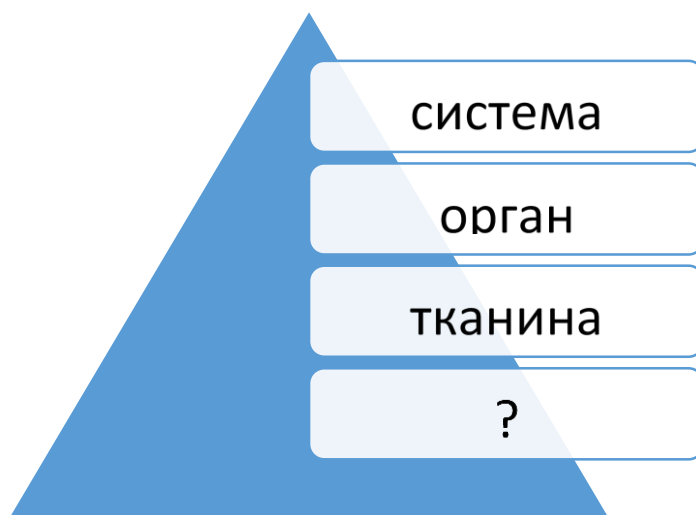 система
орган
тканина
?